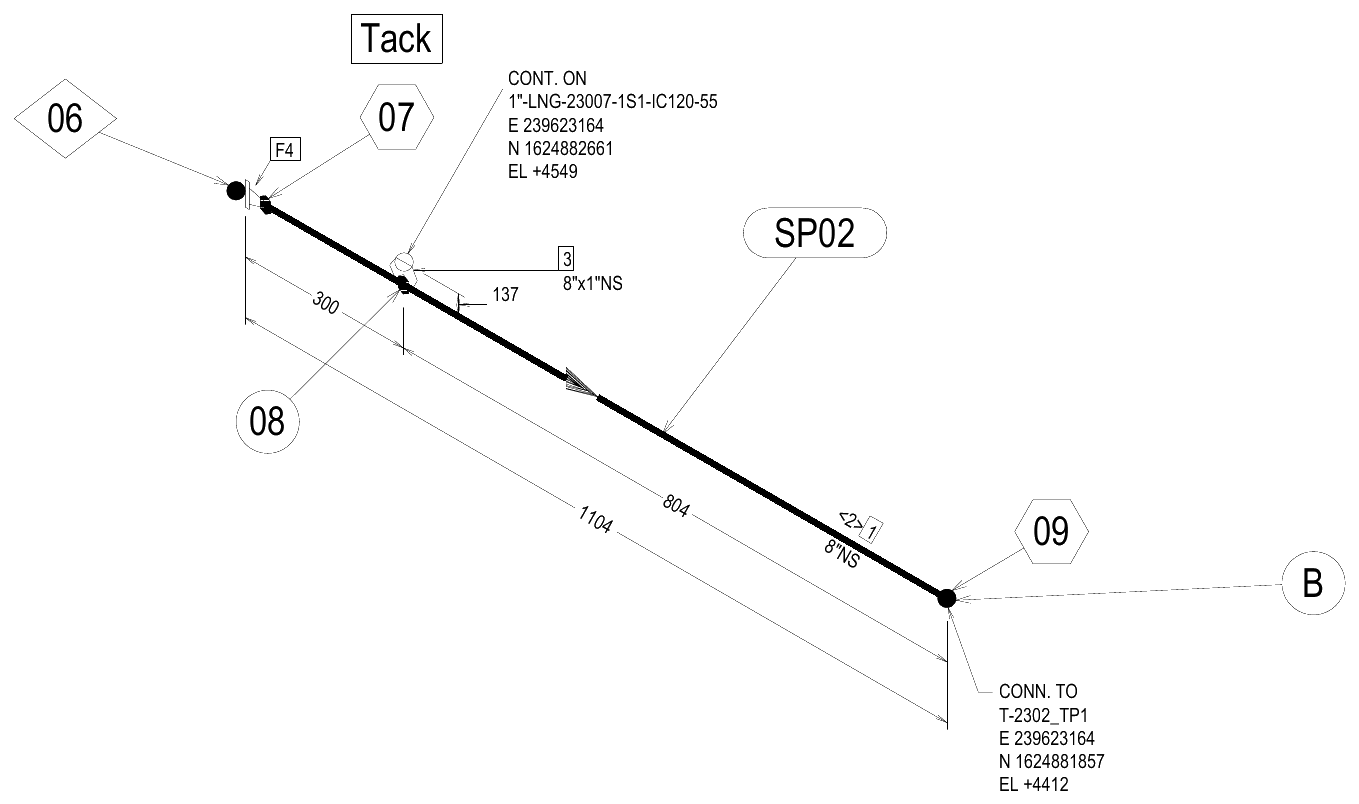 Tack
06
07
F4
CONT. ON
1"-LNG-23007-1S1-IC120-55
E 239623164
N 1624882661
EL +4549
SP02
3
8"x1"NS
137
300
08
804
1104
<2> 1
8"NS
09
B
CONN. TO
T-2302_TP1
E 239623164
N 1624881857
EL +4412